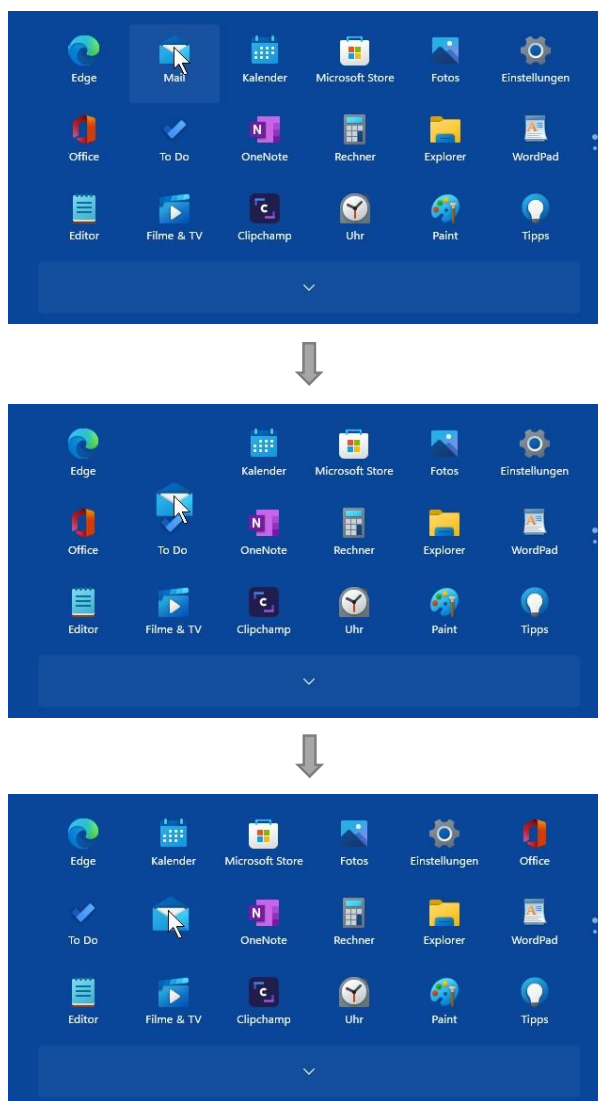 Edge Mail Kalender Microsoft Store Fotos Einstellungen
Office To Do OneNote Rechner Explorer WordPad
Editor Filme & TV Clipchamp Uhr Paint Tipps
Edge Kalender Microsoft Store Fotos Einstellungen
Office To Do OneNote Rechner Explorer WordPad
Editor Filme & TV Clipchamp Uhr Paint Tipps
Edge Kalender Microsoft Store Fotos Einstellungen Office
To Do OneNote Rechner Explorer WordPad
Editor Filme & TV Clipchamp Uhr Paint Tipps